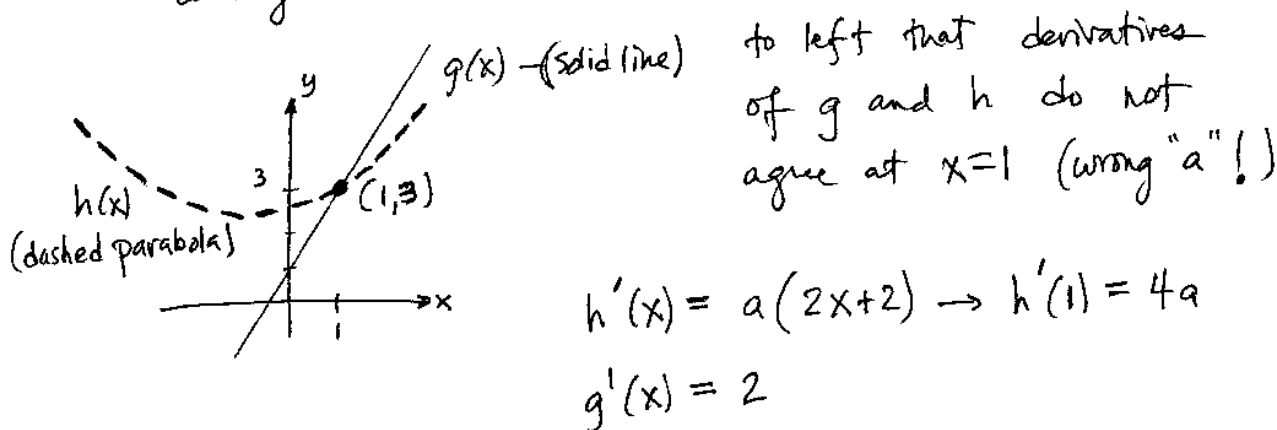 to left that derivatives
of g and h do not
agree at x=1 (wrong "a"!)
g(x) - (solid line)
y
3
(1,3)
h(x)
(dashed parabola)
x
1
h'(x) = a(2x+2) → h'(1) = 4a
g'(x) = 2